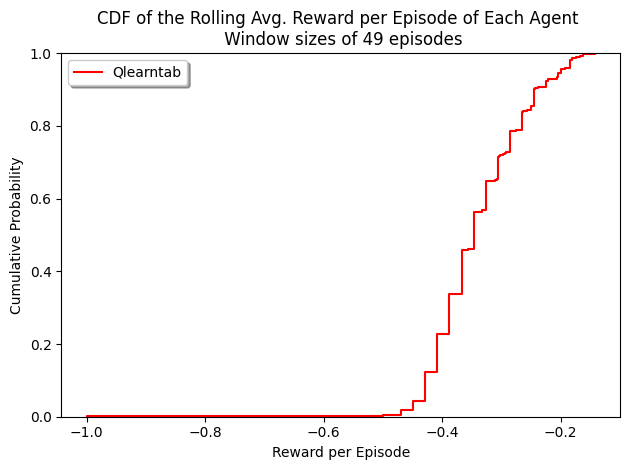 CDF of the Rolling Avg. Reward per Episode of Each Agent
Window sizes of 49 episodes
Qlearntab
Cumulative Probability
1.0
0.8
0.6
0.4
0.2
0.0
−1.0 −0.8 −0.6 −0.4 −0.2
Reward per Episode